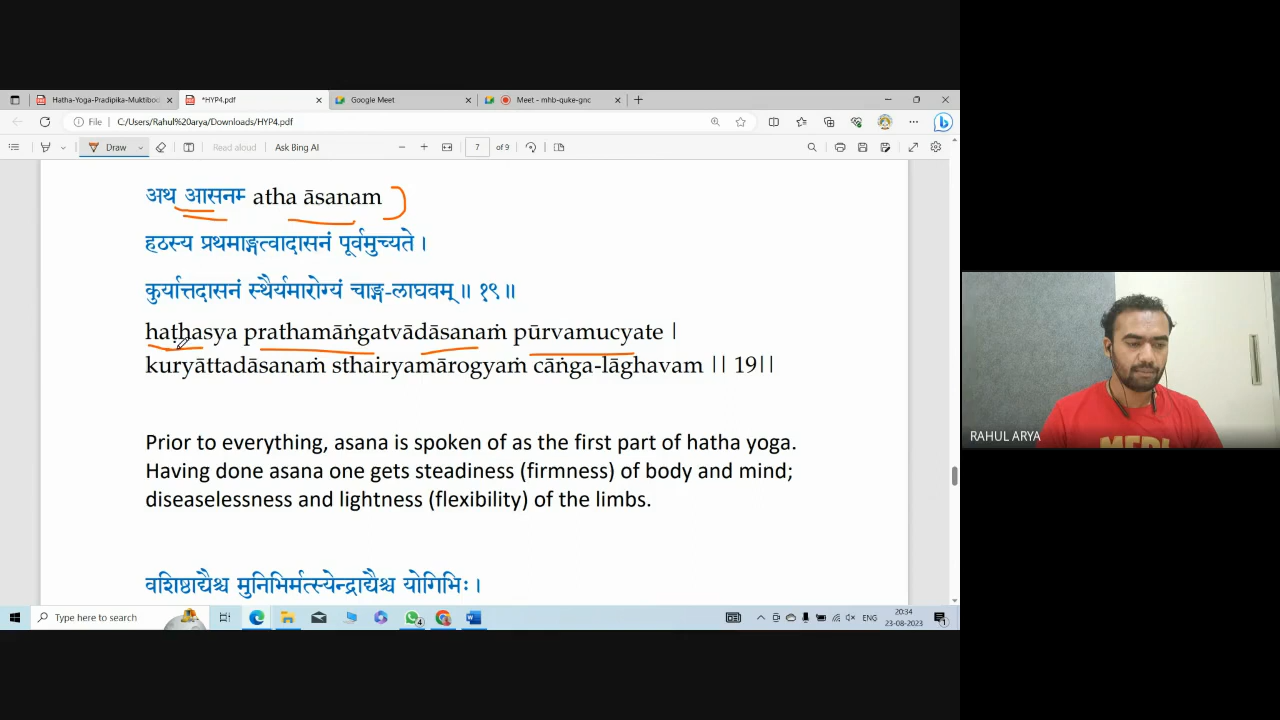 Hatha-Yoga-Pradipika-Muktibod
*HYP4.pdf
Google Meet
Meet - mhb-quke-gnc
File
C:/Users/Rahul%20arya/Downloads/HYP4.pdf
Draw
Read aloud
Ask Bing AI
7
of 9
अथ आसनम् atha āsanam
हठस्य प्रथमाङ्गत्वादासनं पूर्वमुच्यते ।
कुर्यात्तदासनं स्थैर्यमारोग्यं चाङ्ग-लाघवम् ॥ १९॥
haṭhasya prathamāṅgatvādāsanaṁ pūrvamucyate |
kuryāttadāsanaṁ sthairyamārogyaṁ cāṅga-lāghavam || 19||
Prior to everything, asana is spoken of as the first part of hatha yoga.
Having done asana one gets steadiness (firmness) of body and mind;
diseaselessness and lightness (flexibility) of the limbs.
वशिष्ठाद्यैश्च मुनिभिर्मत्स्येन्द्राद्यैश्च योगिभिः ।
RAHUL ARYA
Type here to search
4
ENG
20:34
23-08-2023
1